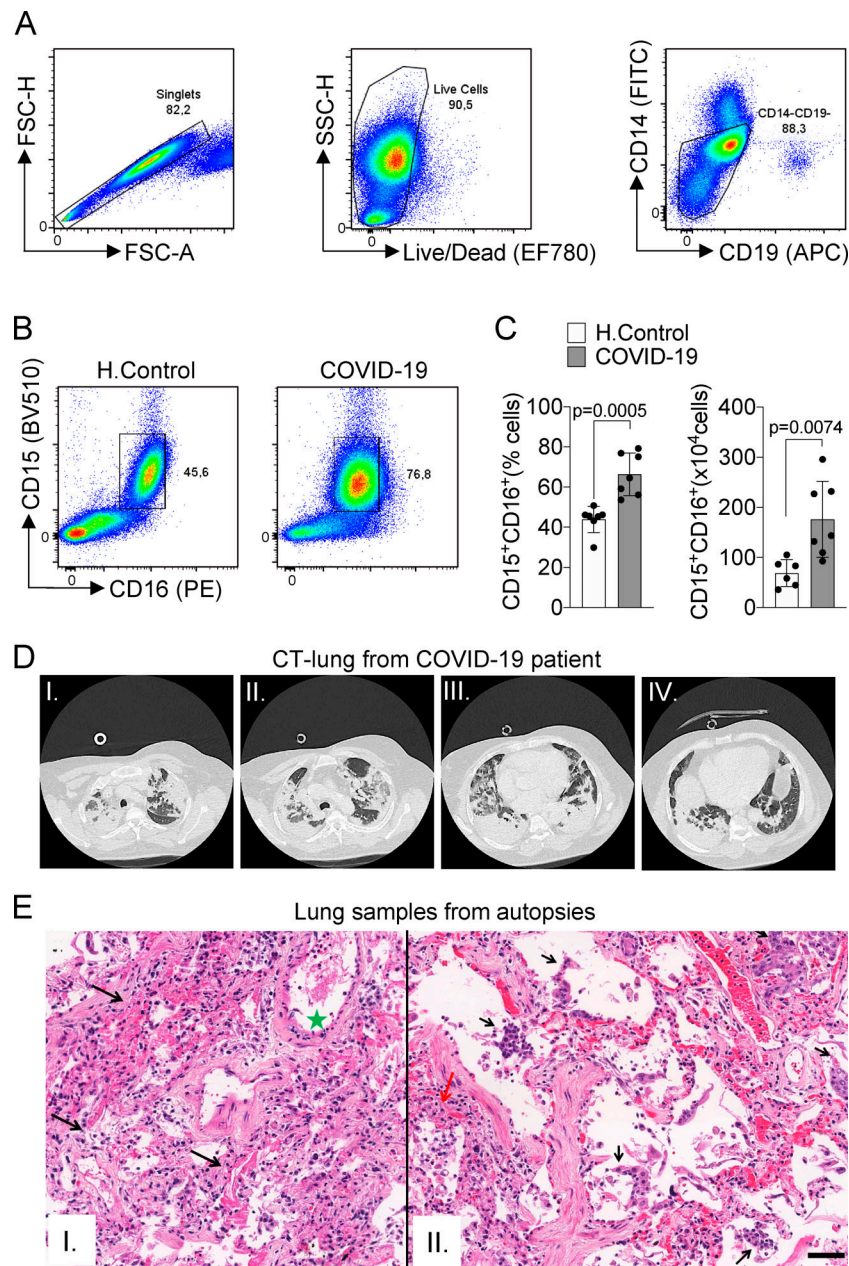 A
FSC-H
Singlets
82,2
0
0
FSC-A
SSC-H
Live Cells
90,5
0
0
Live/Dead (EF780)
CD14 (FITC)
CD14-CD19-
88,3
0
0
CD19 (APC)
B
H.Control
COVID-19
CD15 (BV510)
45,6
76,8
0
0
0
0
CD16 (PE)
C
H.Control
COVID-19
CD15+CD16+(% cells)
100
80
60
40
20
0
p=0.0005
CD15+CD16+(x10⁴cells)
400
300
200
100
0
p=0.0074
D
CT-lung from COVID-19 patient
I.
II.
III.
IV.
E
Lung samples from autopsies
I.
II.